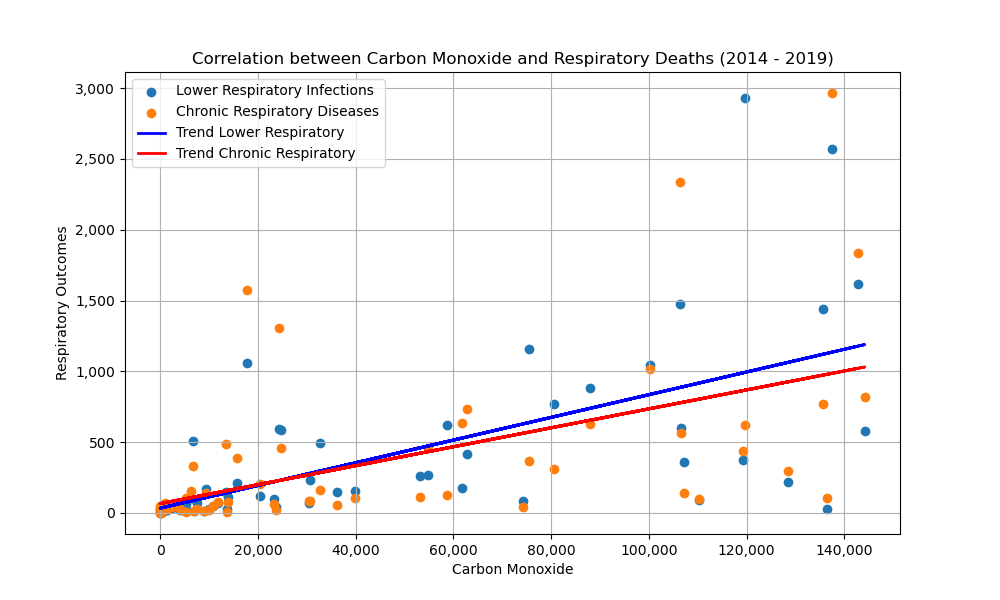 Correlation between Carbon Monoxide and Respiratory Deaths (2014 - 2019)
Lower Respiratory Infections
Chronic Respiratory Diseases
Trend Lower Respiratory
Trend Chronic Respiratory
Respiratory Outcomes
3,000
2,500
2,000
1,500
1,000
500
0
0 20,000 40,000 60,000 80,000 100,000 120,000 140,000
Carbon Monoxide